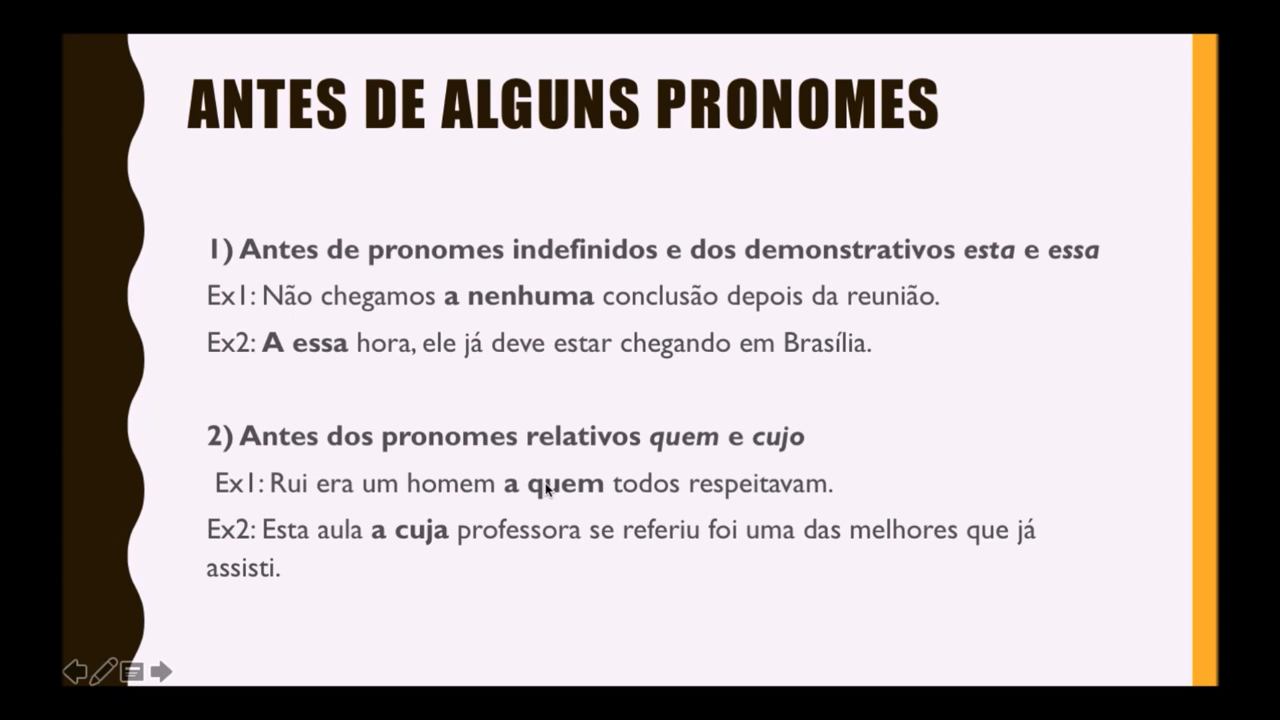 ANTES DE ALGUNS PRONOMES
1) Antes de pronomes indefinidos e dos demonstrativos esta e essa
Ex1: Não chegamos a nenhuma conclusão depois da reunião.
Ex2: A essa hora, ele já deve estar chegando em Brasília.
2) Antes dos pronomes relativos quem e cujo
Ex1: Rui era um homem a quem todos respeitavam.
Ex2: Esta aula a cuja professora se referiu foi uma das melhores que já
assisti.